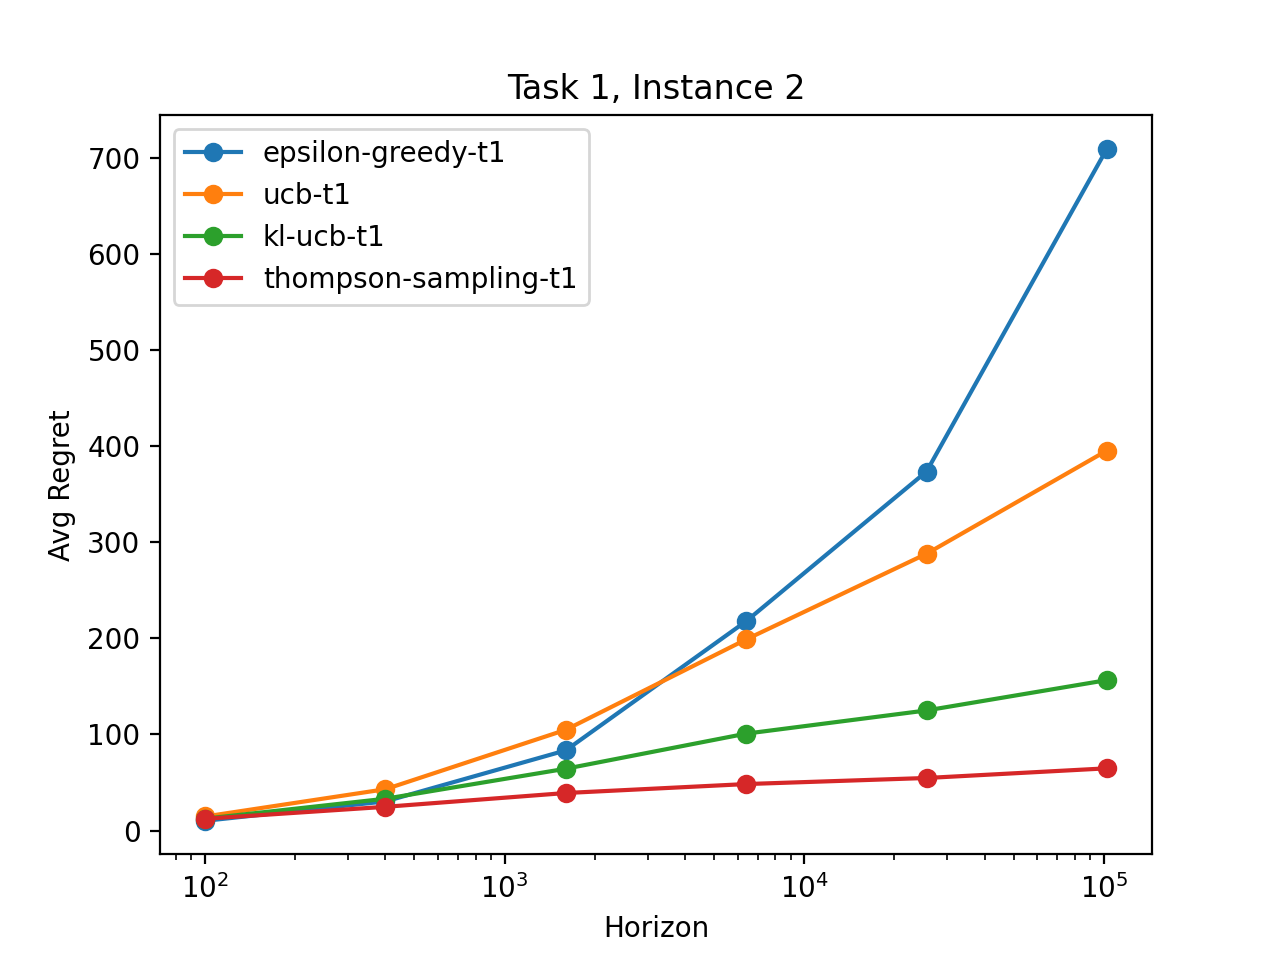 Task 1, Instance 2
epsilon-greedy-t1
ucb-t1
kl-ucb-t1
thompson-sampling-t1
700
600
500
400
300
200
100
0
Avg Regret
10²
10³
10⁴
10⁵
Horizon